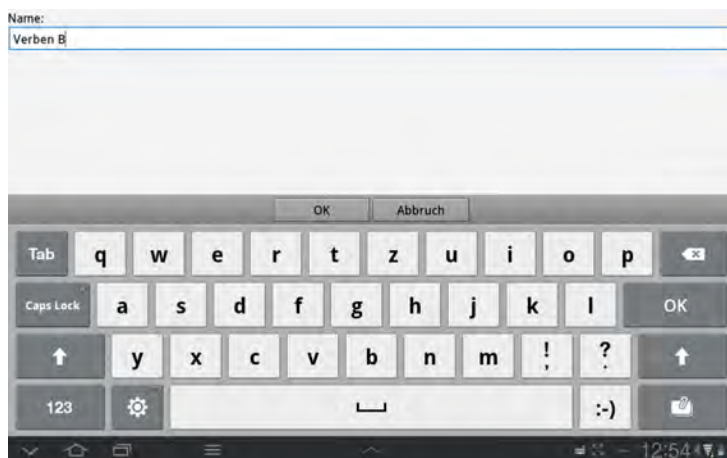 Name:
Verben B
OK Abbruch
Tab q w e r t z u i o p
Caps Lock a s d f g h j k l OK
y x c v b n m ! , ? .
123 :-)
12:54